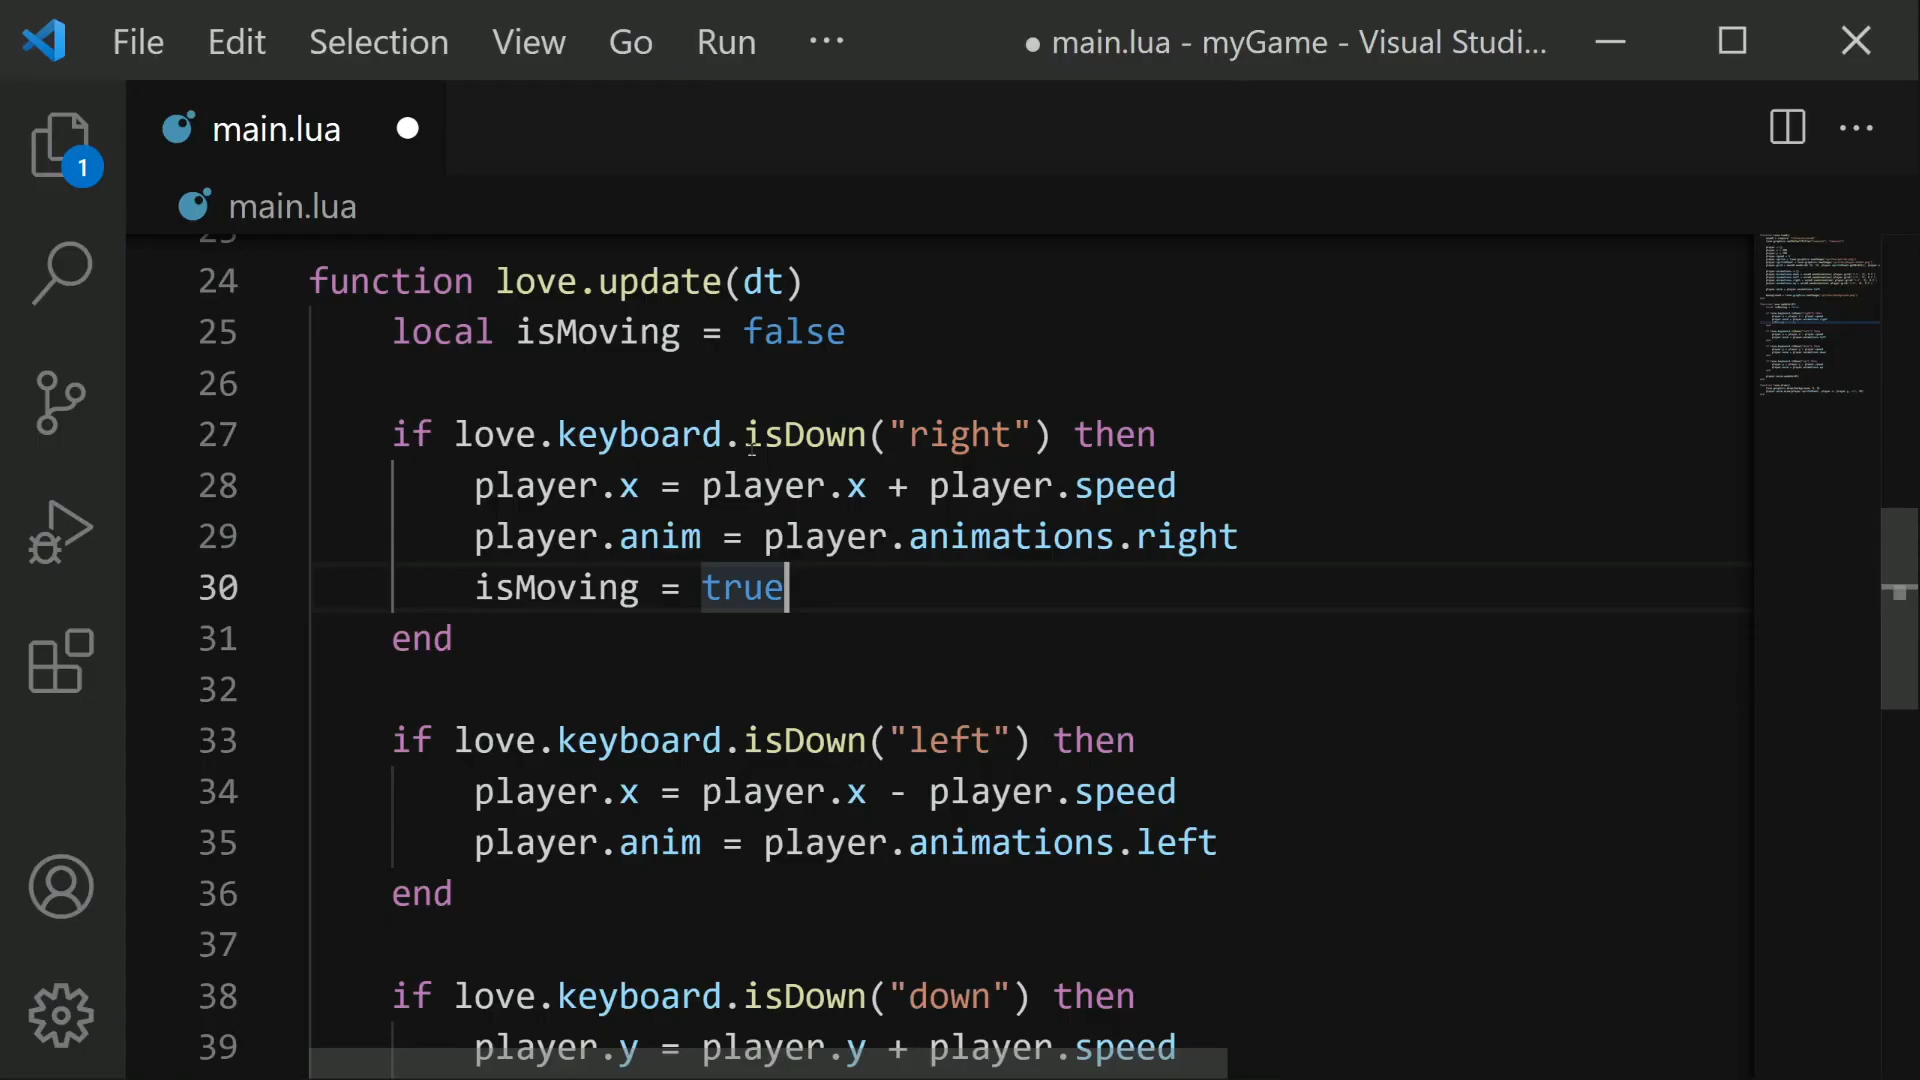 File Edit Selection View Go Run ··· ● main.lua - myGame - Visual Studi...
1
main.lua ●
main.lua
23
24 function love.update(dt)
25 local isMoving = false
26
27 if love.keyboard.isDown("right") then
28 player.x = player.x + player.speed
29 player.anim = player.animations.right
30 isMoving = true
31 end
32
33 if love.keyboard.isDown("left") then
34 player.x = player.x - player.speed
35 player.anim = player.animations.left
36 end
37
38 if love.keyboard.isDown("down") then
39 player.y = player.y + player.speed